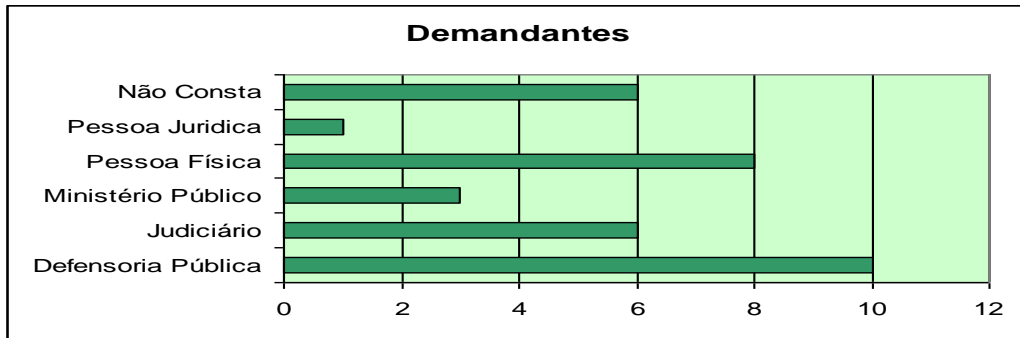 Demandantes
Não Consta
Pessoa Juridica
Pessoa Física
Ministério Público
Judiciário
Defensoria Pública
0 2 4 6 8 10 12